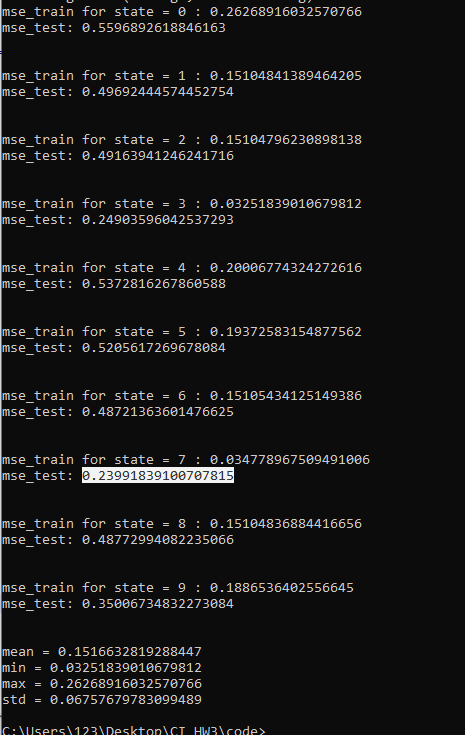 mse_train for state = 0 : 0.26268916032570766
mse_test: 0.5596892618846163
mse_train for state = 1 : 0.15104841389464205
mse_test: 0.49692444574452754
mse_train for state = 2 : 0.15104796230898138
mse_test: 0.49163941246241716
mse_train for state = 3 : 0.03251839010679812
mse_test: 0.24903596042537293
mse_train for state = 4 : 0.20006774324272616
mse_test: 0.5372816267860588
mse_train for state = 5 : 0.19372583154877562
mse_test: 0.5205617269678084
mse_train for state = 6 : 0.15105434125149386
mse_test: 0.48721363601476625
mse_train for state = 7 : 0.034778967509491006
mse_test: 0.23991839100707815
mse_train for state = 8 : 0.15104836884416656
mse_test: 0.48772994082235066
mse_train for state = 9 : 0.1886536402556645
mse_test: 0.35006734832273084
mean = 0.1516632819288447
min = 0.03251839010679812
max = 0.26268916032570766
std = 0.06757679783099489
C:\Users\123\Desktop\CI_HW3\code>